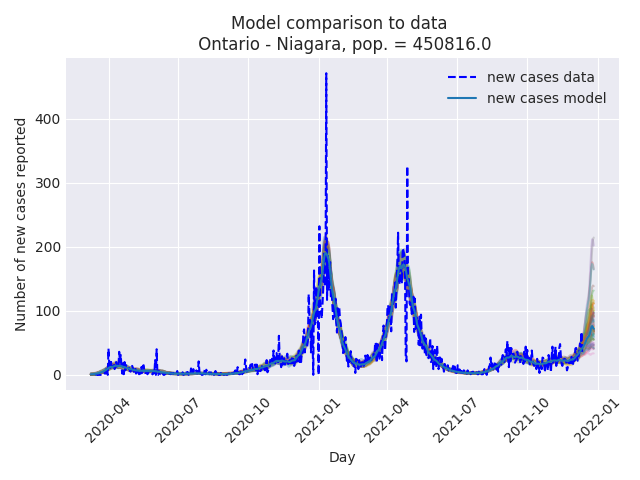 Model comparison to data
Ontario - Niagara, pop. = 450816.0
new cases data
new cases model
Number of new cases reported
400
300
200
100
0
2020-04
2020-07
2020-10
2021-01
2021-04
2021-07
2021-10
2022-01
Day